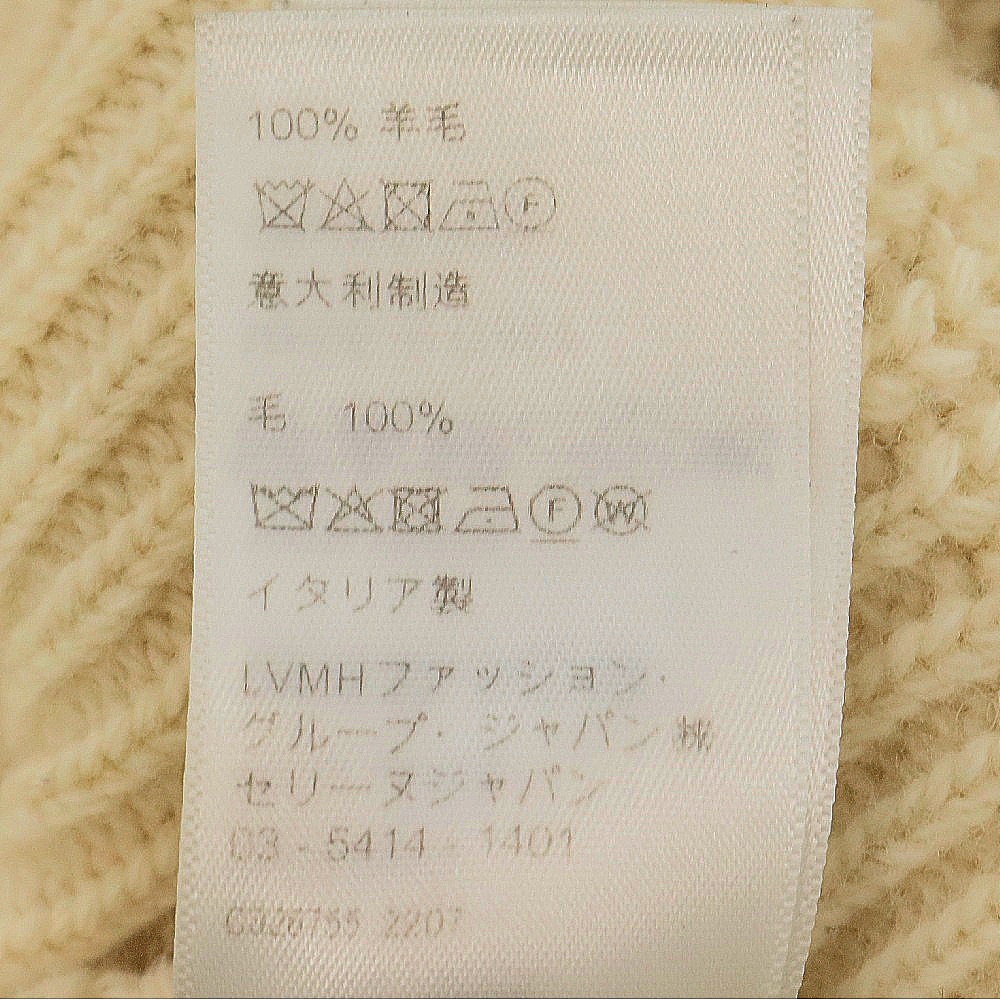 100% 羊毛
F
意大利制造
毛 100%
F W
イタリア製
LVMHファッション・
グループ・ジャパン㈱
セリーヌジャパン
03-5414-1401
2207